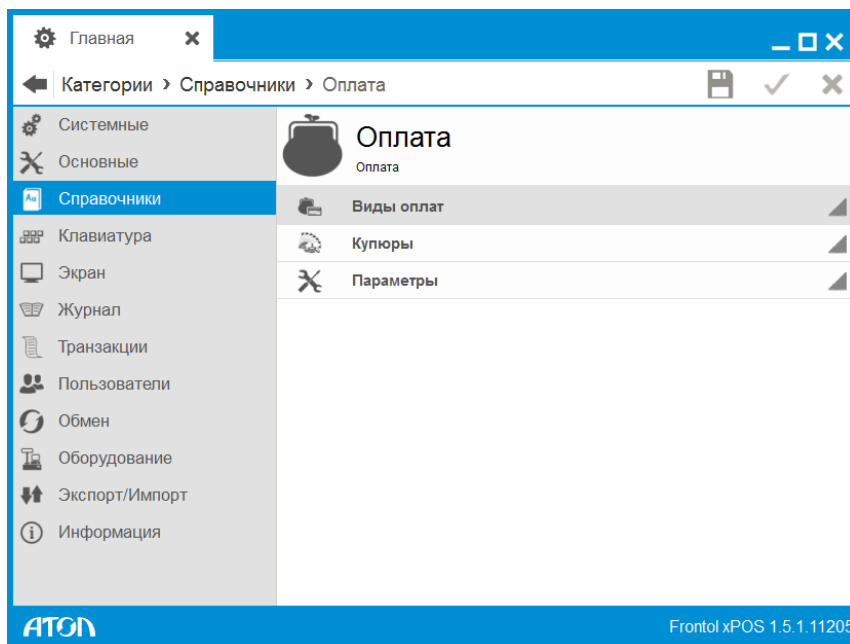 Главная
Категории › Справочники › Оплата
Системные
Основные
Справочники
Клавиатура
Экран
Журнал
Транзакции
Пользователи
Обмен
Оборудование
Экспорт/Импорт
Информация
Оплата
Оплата
Виды оплат
Купюры
Параметры
АТОЛ
Frontol xPOS 1.5.1.11205